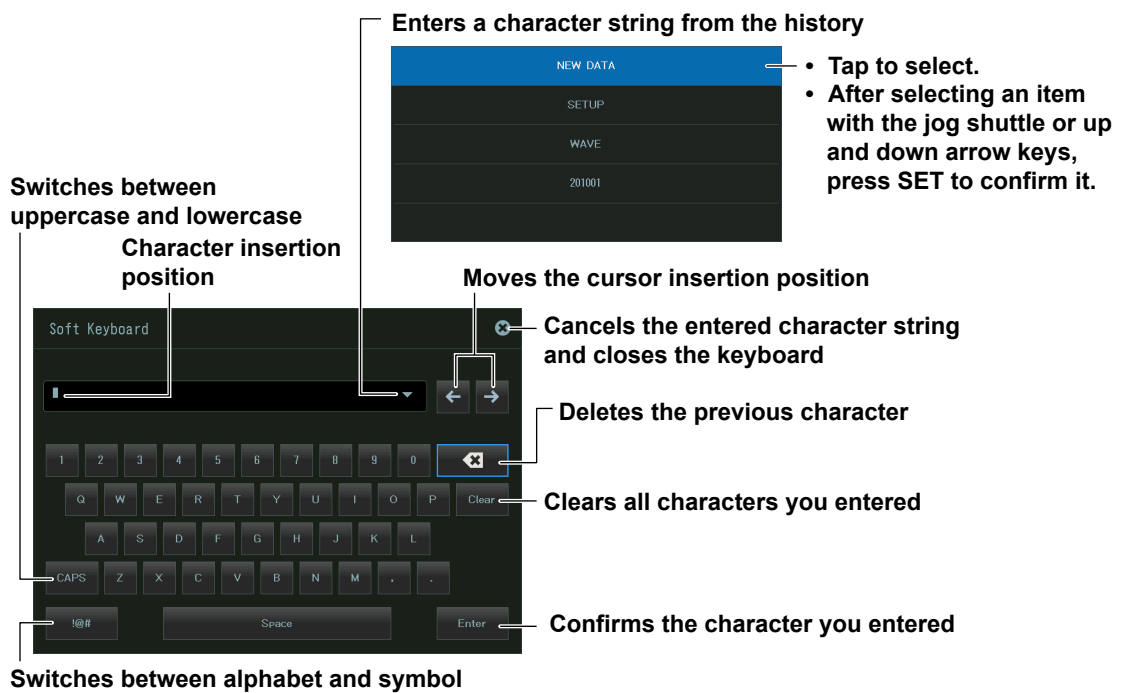 Enters a character string from the history
NEW DATA
SETUP
WAVE
201001
• Tap to select.
• After selecting an item
with the jog shuttle or up
and down arrow keys,
press SET to confirm it.
Switches between
uppercase and lowercase
Character insertion
position
Moves the cursor insertion position
Soft Keyboard
Cancels the entered character string
and closes the keyboard
Deletes the previous character
1 2 3 4 5 6 7 8 9 0
Q W E R T Y U I O P Clear
Clears all characters you entered
A S D F G H J K L
CAPS Z X C V B N M , .
!@# Space Enter
Confirms the character you entered
Switches between alphabet and symbol